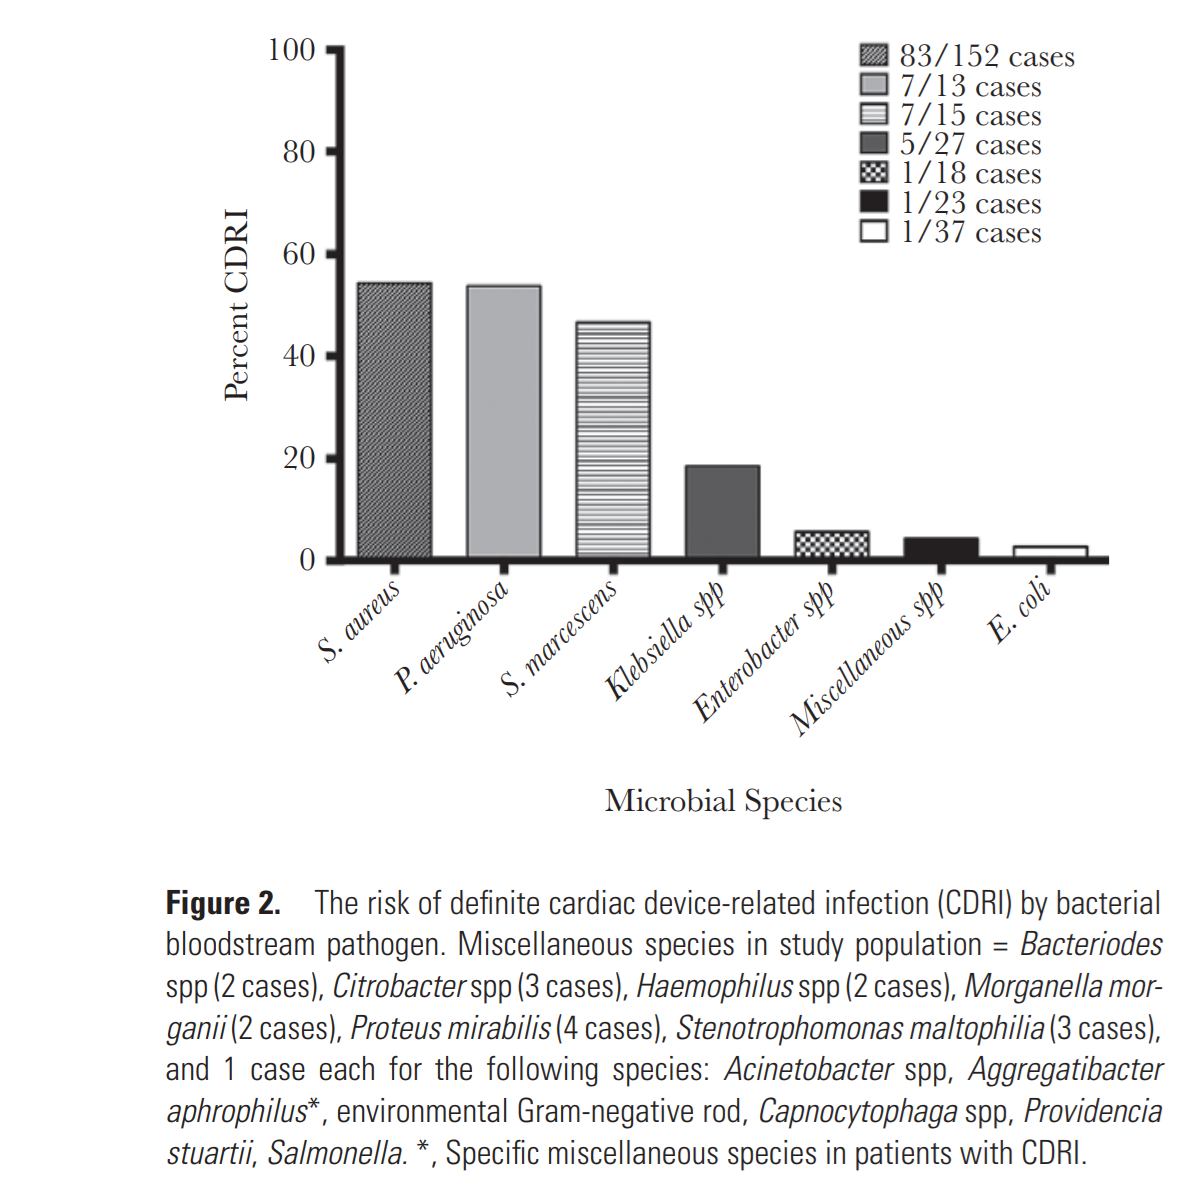 100
80
60
40
20
0
Percent CDRI
83/152 cases
7/13 cases
7/15 cases
5/27 cases
1/18 cases
1/23 cases
1/37 cases
S. aureus
P. aeruginosa
S. marcescens
Klebsiella spp
Enterobacter spp
Miscellaneous spp
E. coli
Microbial Species
Figure 2. The risk of definite cardiac device-related infection (CDRI) by bacterial
bloodstream pathogen. Miscellaneous species in study population = Bacteriodes
spp (2 cases), Citrobacter spp (3 cases), Haemophilus spp (2 cases), Morganella mor-
ganii (2 cases), Proteus mirabilis (4 cases), Stenotrophomonas maltophilia (3 cases),
and 1 case each for the following species: Acinetobacter spp, Aggregatibacter
aphrophilus*, environmental Gram-negative rod, Capnocytophaga spp, Providencia
stuartii, Salmonella. *, Specific miscellaneous species in patients with CDRI.